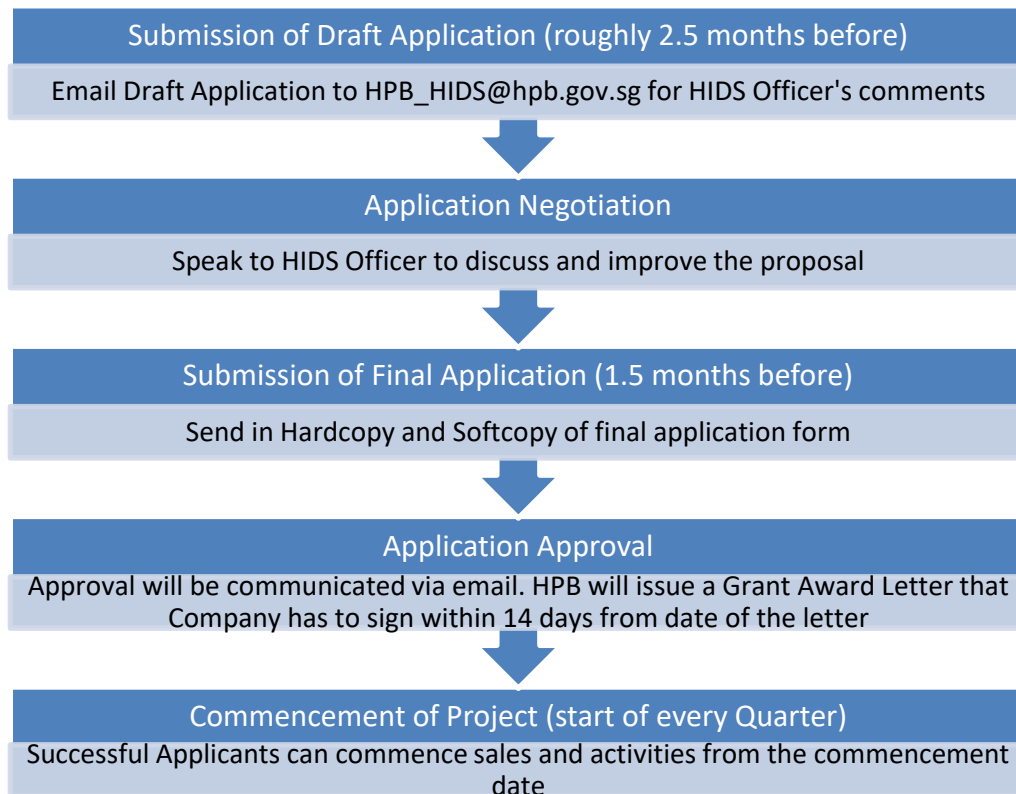 Submission of Draft Application (roughly 2.5 months before)
Email Draft Application to HPB_HIDS@hpb.gov.sg for HIDS Officer's comments
Application Negotiation
Speak to HIDS Officer to discuss and improve the proposal
Submission of Final Application (1.5 months before)
Send in Hardcopy and Softcopy of final application form
Application Approval
Approval will be communicated via email. HPB will issue a Grant Award Letter that
Company has to sign within 14 days from date of the letter
Commencement of Project (start of every Quarter)
Successful Applicants can commence sales and activities from the commencement
date